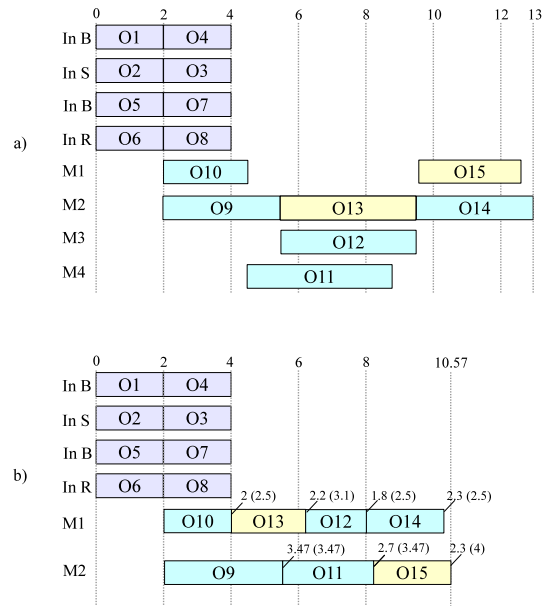 0 2 4 6 8 10 12 13
In B O1 O4
In S O2 O3
In B O5 O7
a)
In R O6 O8
M1 O10 O15
M2 O9 O13 O14
M3 O12
M4 O11
0 2 4 6 8 10.57
In B O1 O4
In S O2 O3
In B O5 O7
b)
In R O6 O8
2 (2.5) 2.2 (3.1) 1.8 (2.5) 2.3 (2.5)
M1 O10 O13 O12 O14
3.47 (3.47) 2.7 (3.47) 2.3 (4)
M2 O9 O11 O15